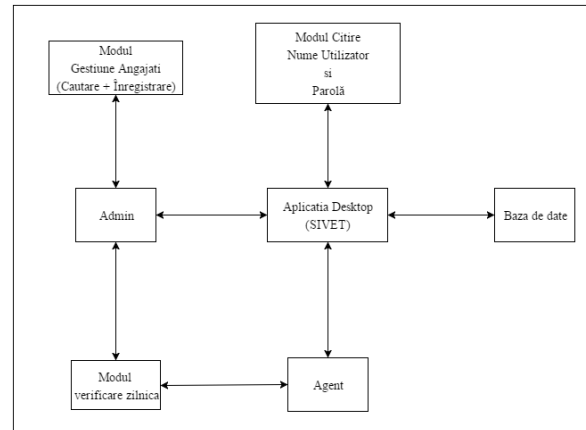 Modul
Gestiune Angajati
(Cautare + Înregistrare)
Modul Citire
Nume Utilizator
si
Parolă
Admin
Aplicatia Desktop
(SIVET)
Baza de date
Modul
verificare zilnica
Agent